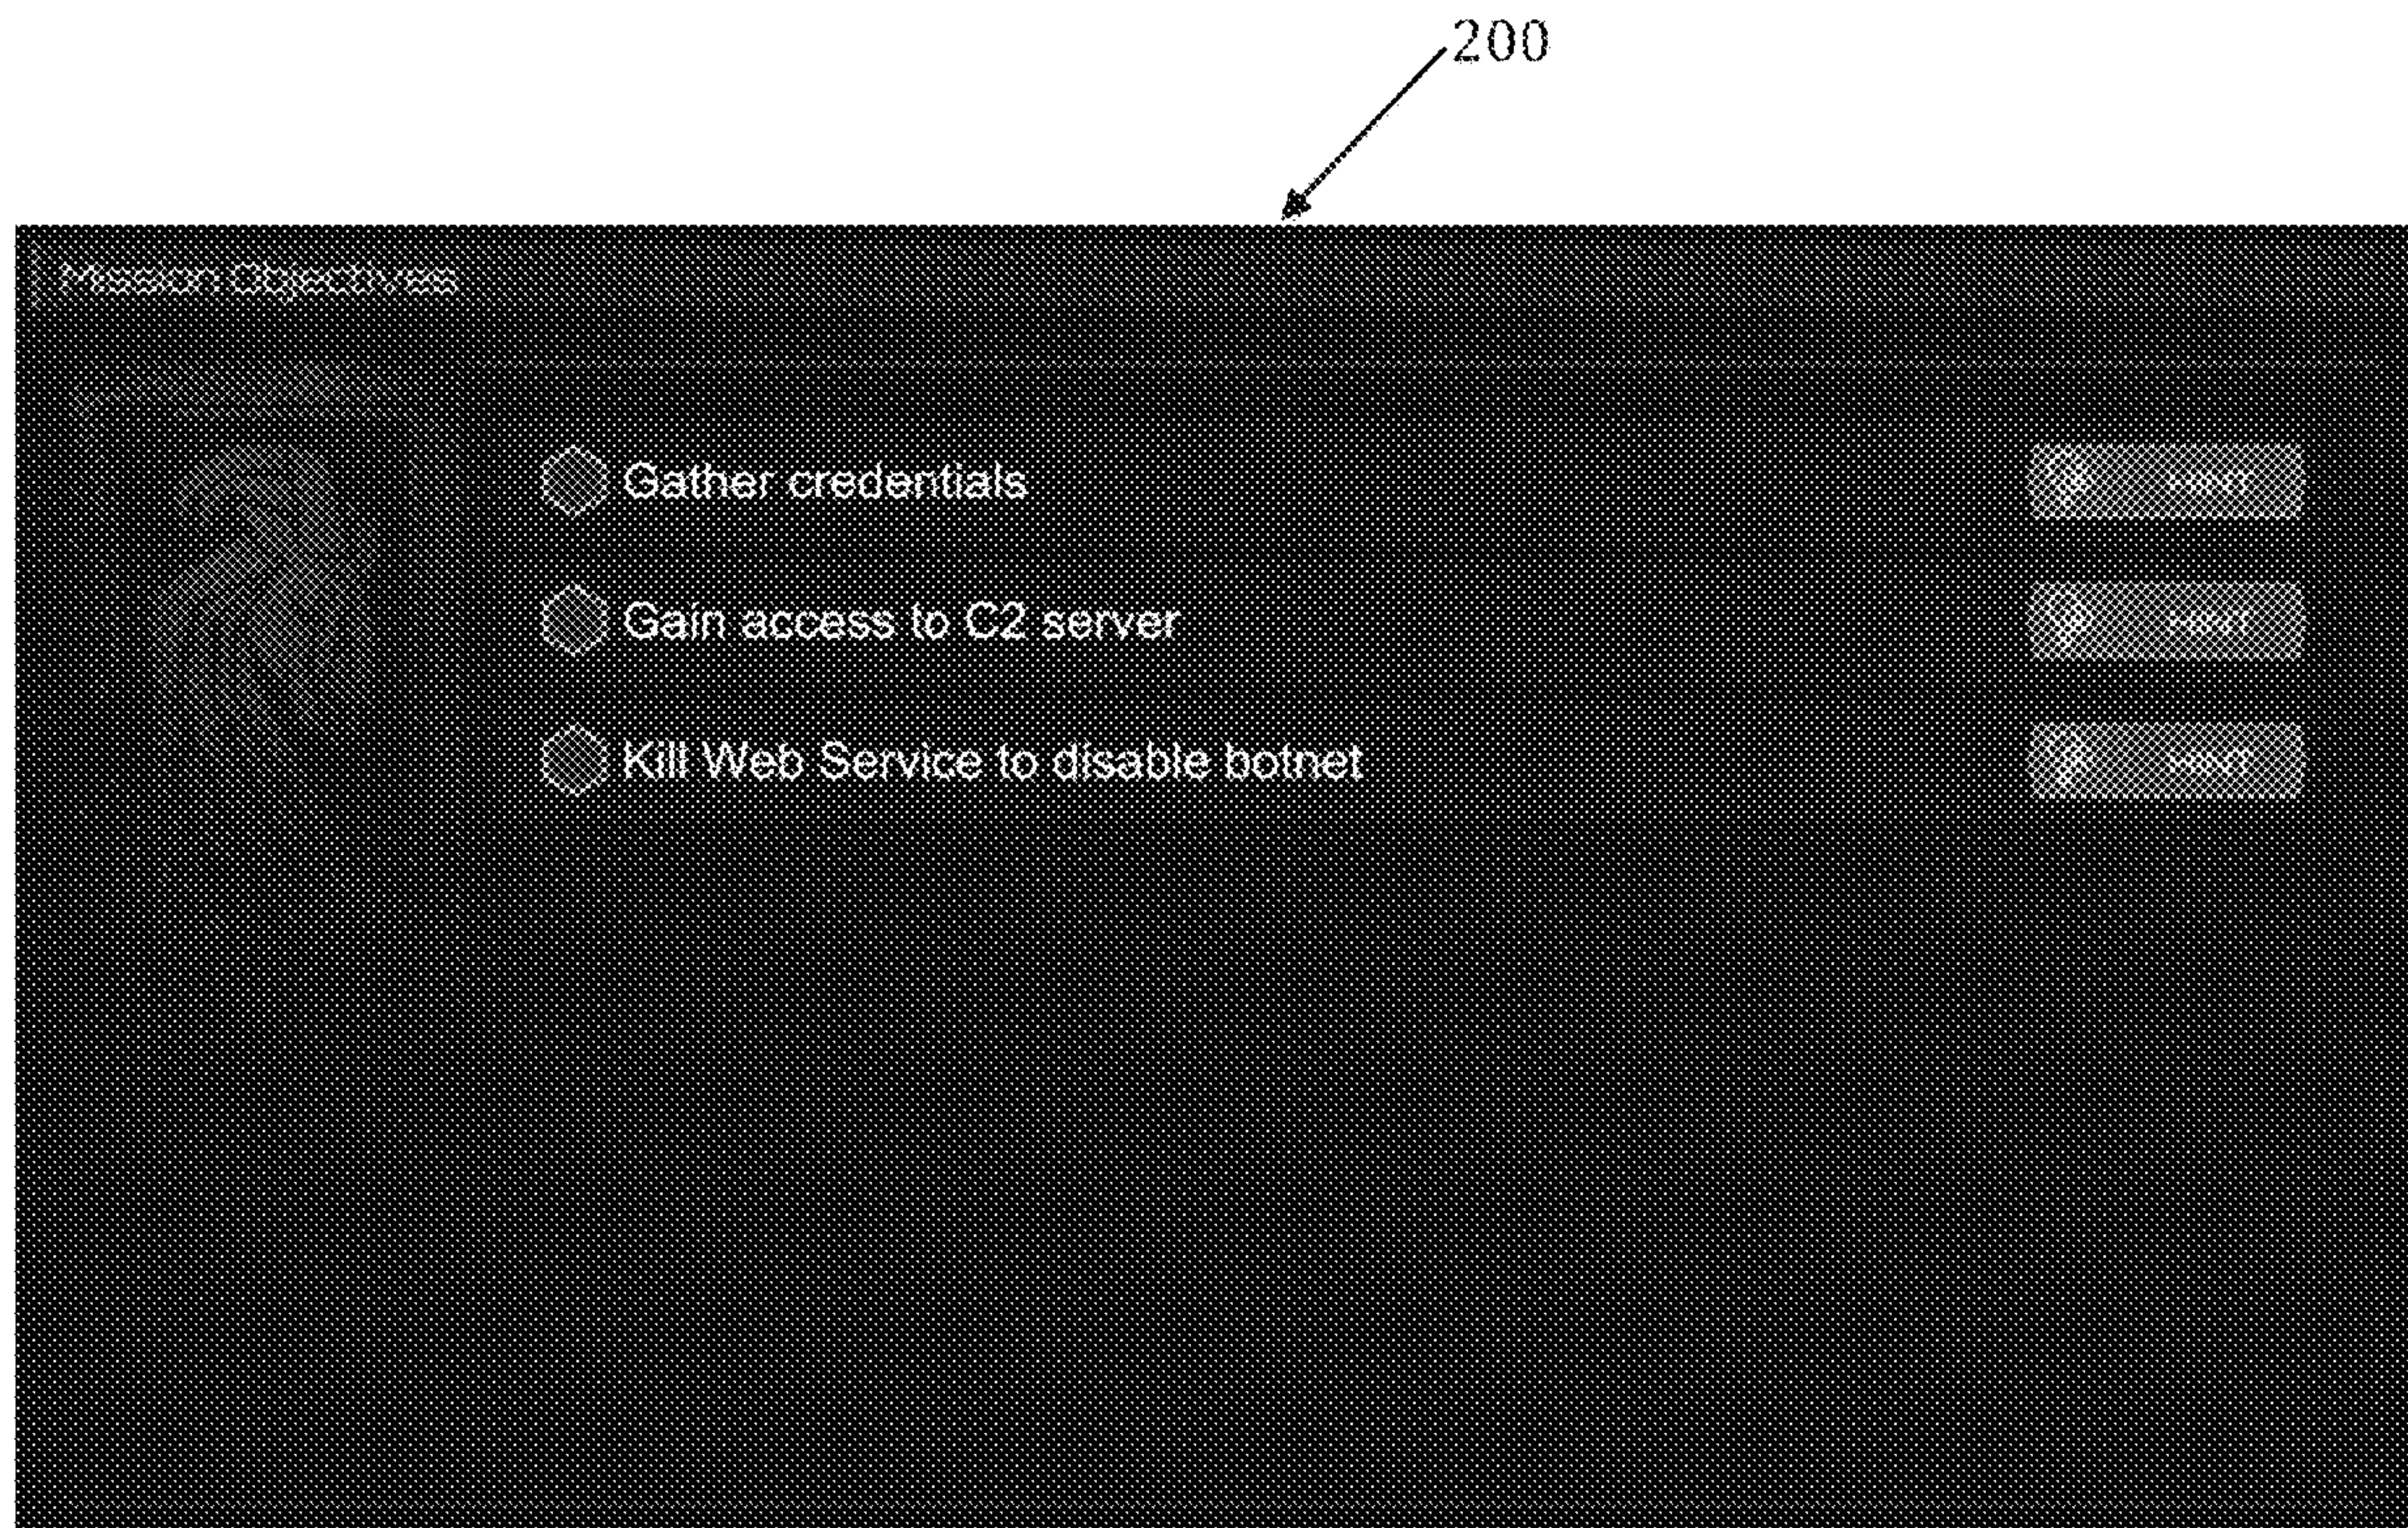 200
Mission Objectives
Gather credentials
Gain access to C2 server
Kill Web Service to disable botnet